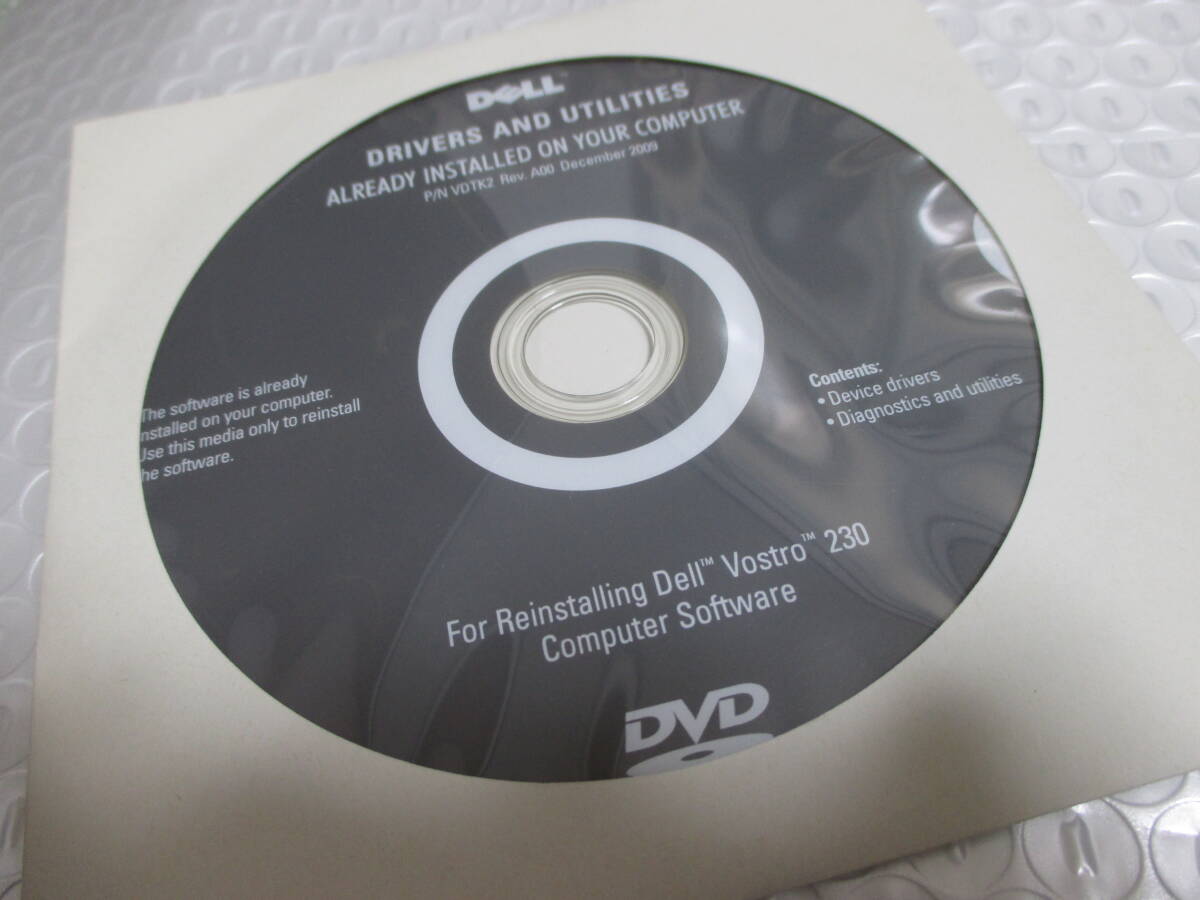 DELL™
DRIVERS AND UTILITIES
ALREADY INSTALLED ON YOUR COMPUTER
P/N VDTK2 Rev. A00 December 2009
The software is already
installed on your computer.
Use this media only to reinstall
the software.
Contents:
• Device drivers
• Diagnostics and utilities
For Reinstalling Dell™ Vostro™ 230
Computer Software
DVD